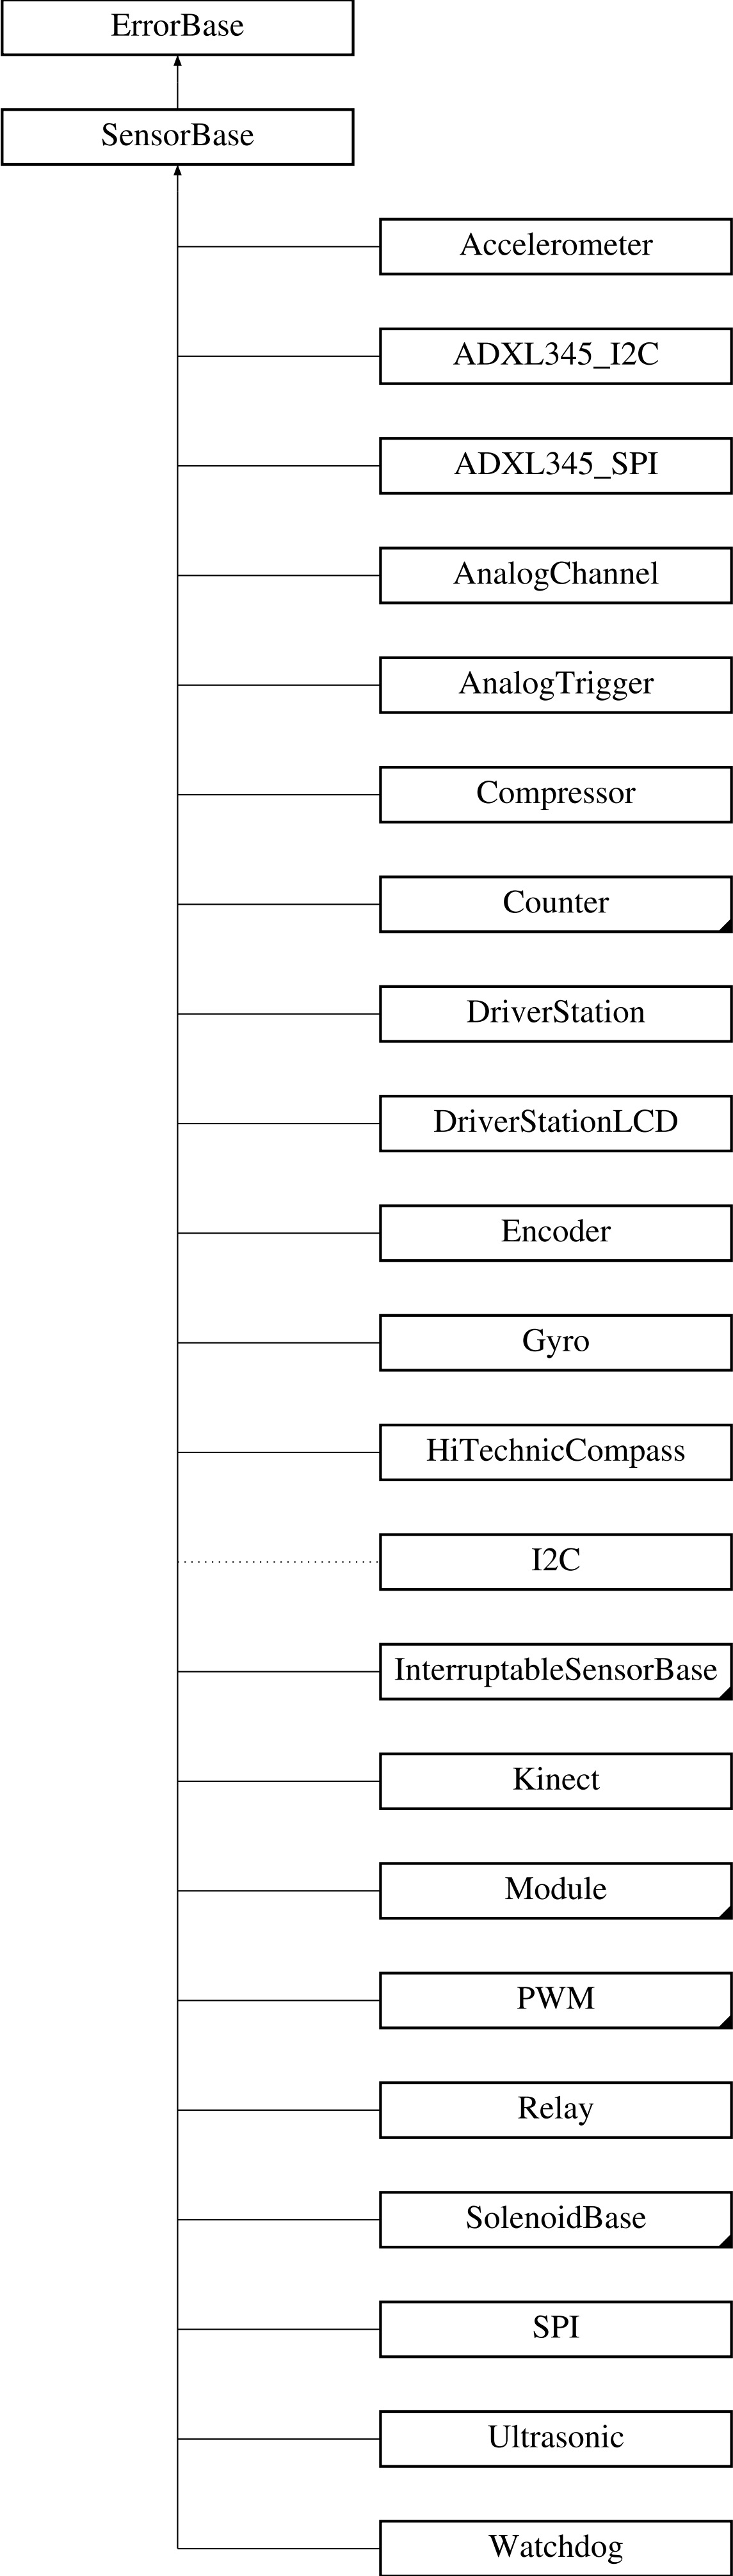 ErrorBase
SensorBase
Accelerometer
ADXL345_I2C
ADXL345_SPI
AnalogChannel
AnalogTrigger
Compressor
Counter
DriverStation
DriverStationLCD
Encoder
Gyro
HiTechnicCompass
I2C
InterruptableSensorBase
Kinect
Module
PWM
Relay
SolenoidBase
SPI
Ultrasonic
Watchdog